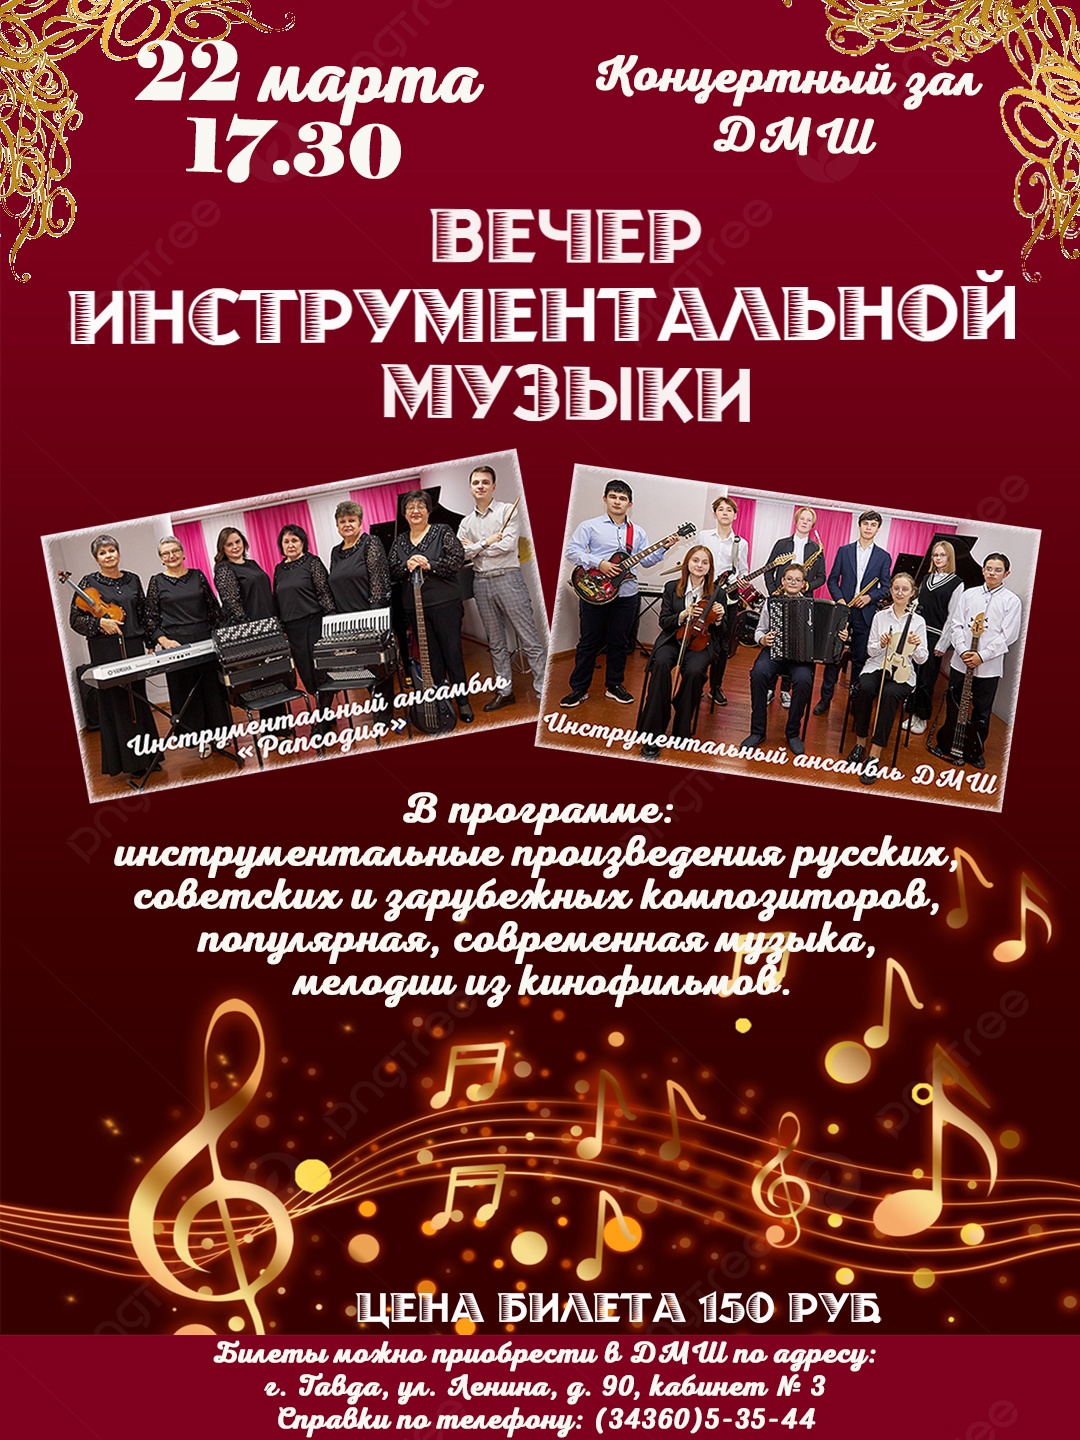 22 марта
17.30
Концертный зал
ДМШ
ВЕЧЕР
ИНСТРУМЕНТАЛЬНОЙ
МУЗЫКИ
YAMAHA
Инструментальный ансамбль
«Рапсодия»
Инструментальный ансамбль ДМШ
В программе:
инструментальные произведения русских,
советских и зарубежных композиторов,
популярная, современная музыка,
мелодии из кинофильмов.
ЦЕНА БИЛЕТА 150 РУБ
Билеты можно приобрести в ДМШ по адресу:
г. Тавда, ул. Ленина, д. 90, кабинет № 3
Справки по телефону: (34360)5-35-44
pngtree